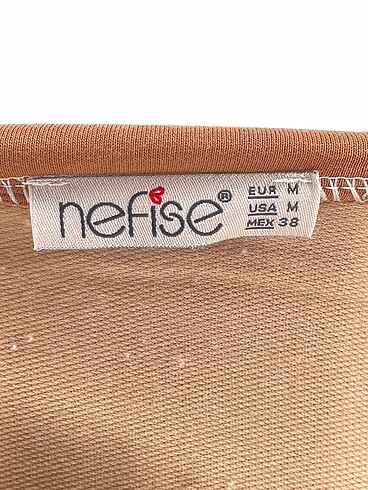 nefise®
EUR M
USA M
MEX 38